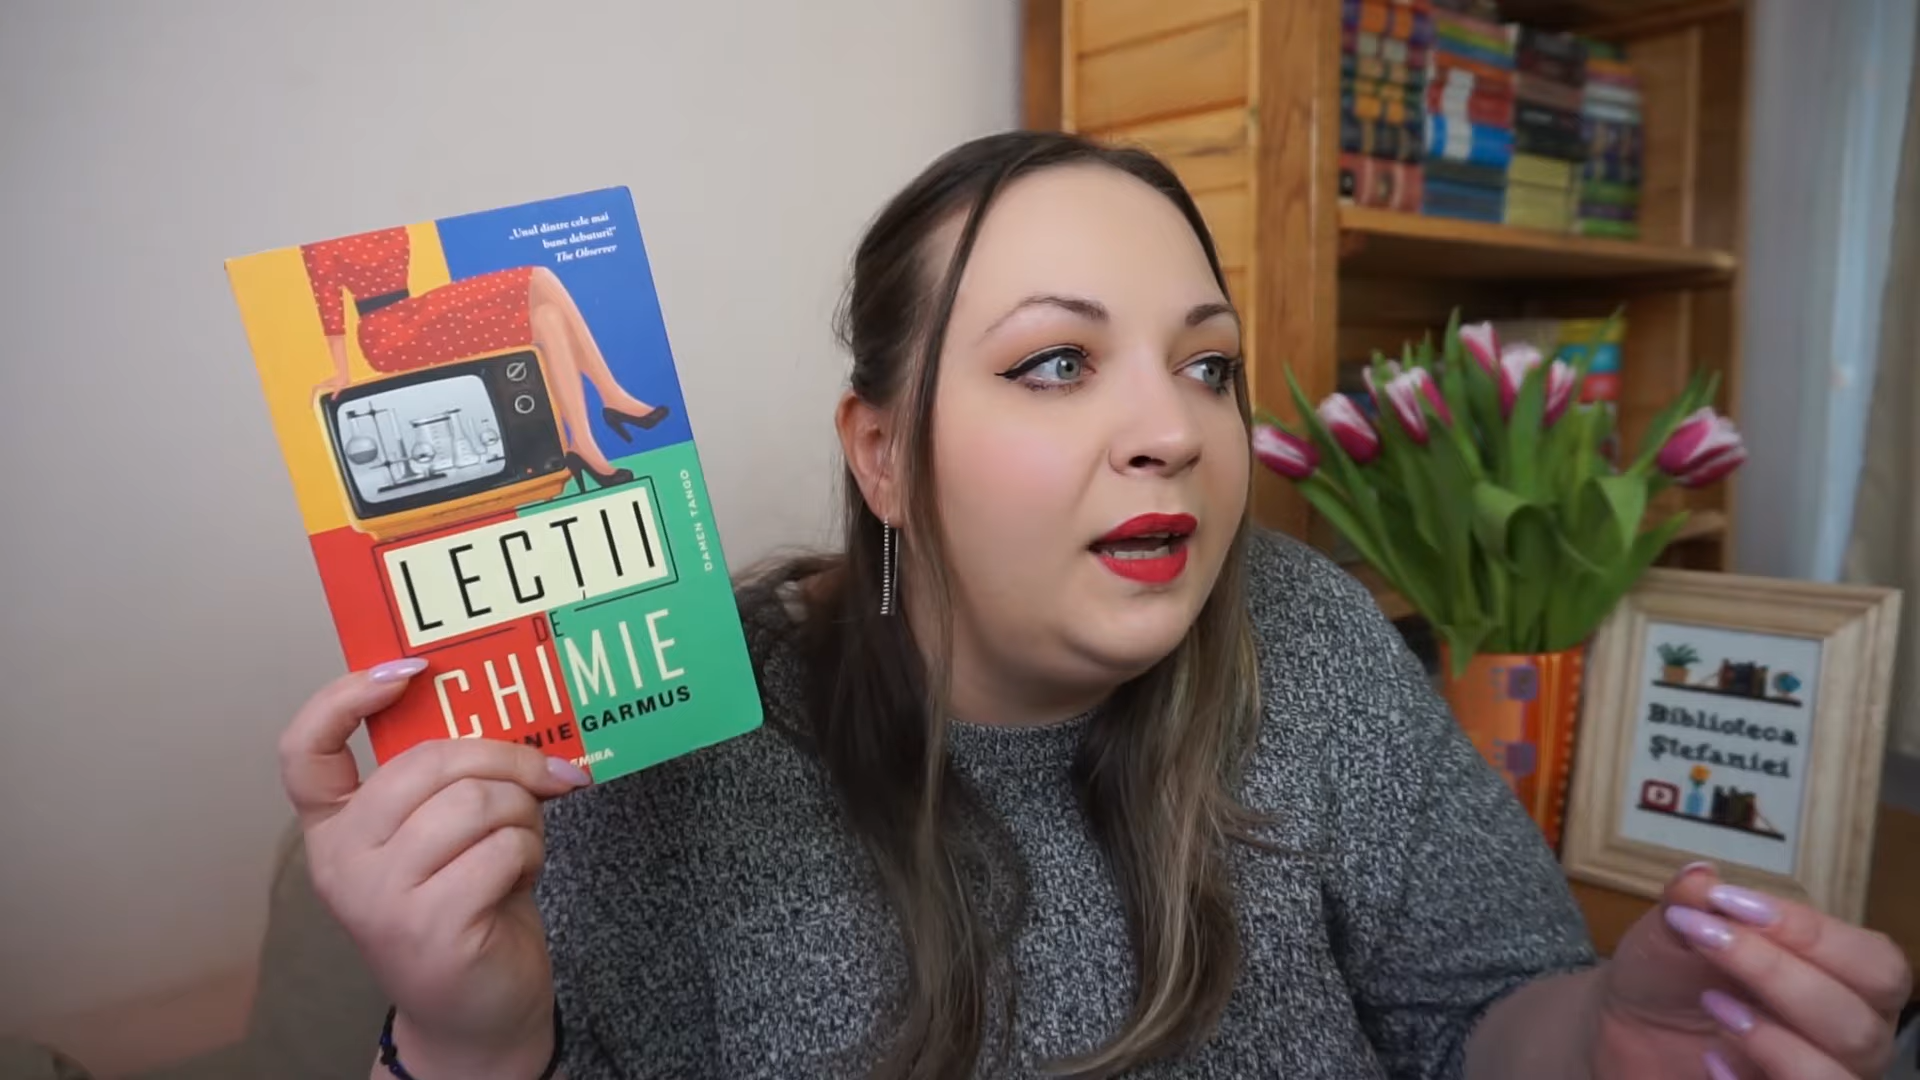 „Unul dintre cele mai
bune debuturi!”
The Observer
DAMEN TANGO
LECȚII
DE
CHIMIE
GARMUS
Biblioteca
Ștefaniei